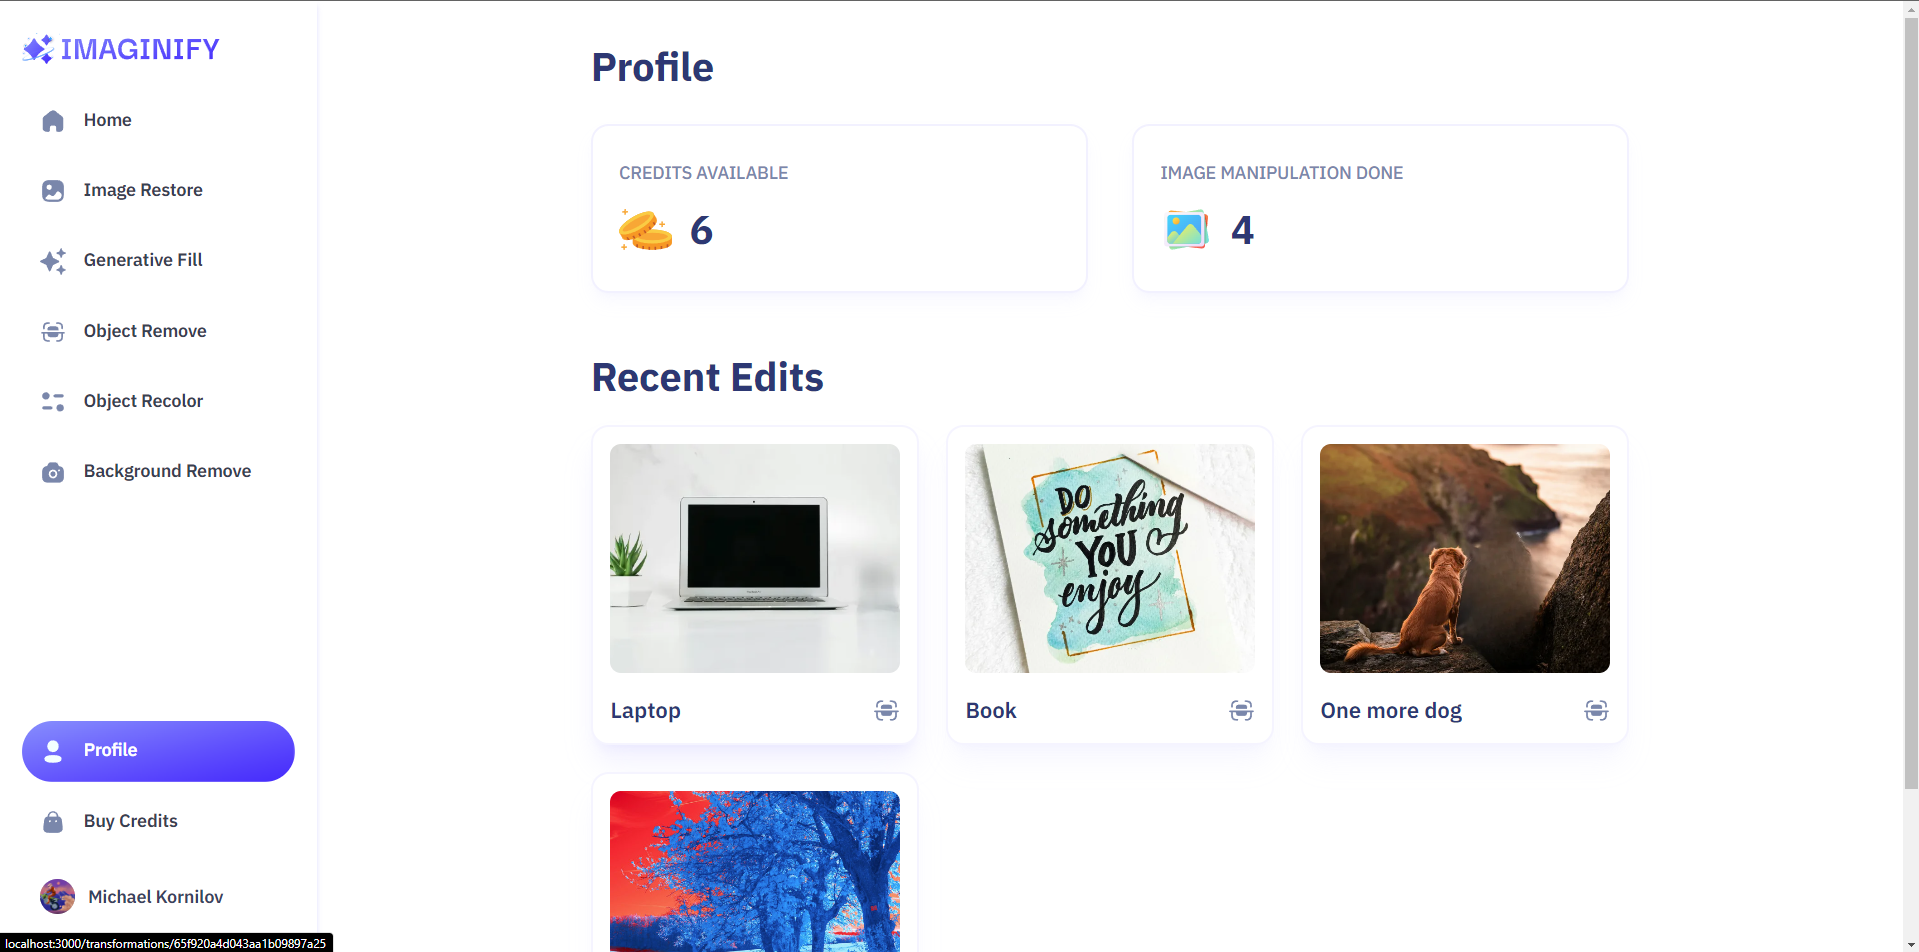 IMAGINIFY
Home
Image Restore
Generative Fill
Object Remove
Object Recolor
Background Remove
Profile
Buy Credits
Michael Kornilov
localhost:3000/transformations/65f920a4d043aa1b09897a25
Profile
CREDITS AVAILABLE
6
IMAGE MANIPULATION DONE
4
Recent Edits
DO
something
YOU
enjoy
Laptop
Book
One more dog